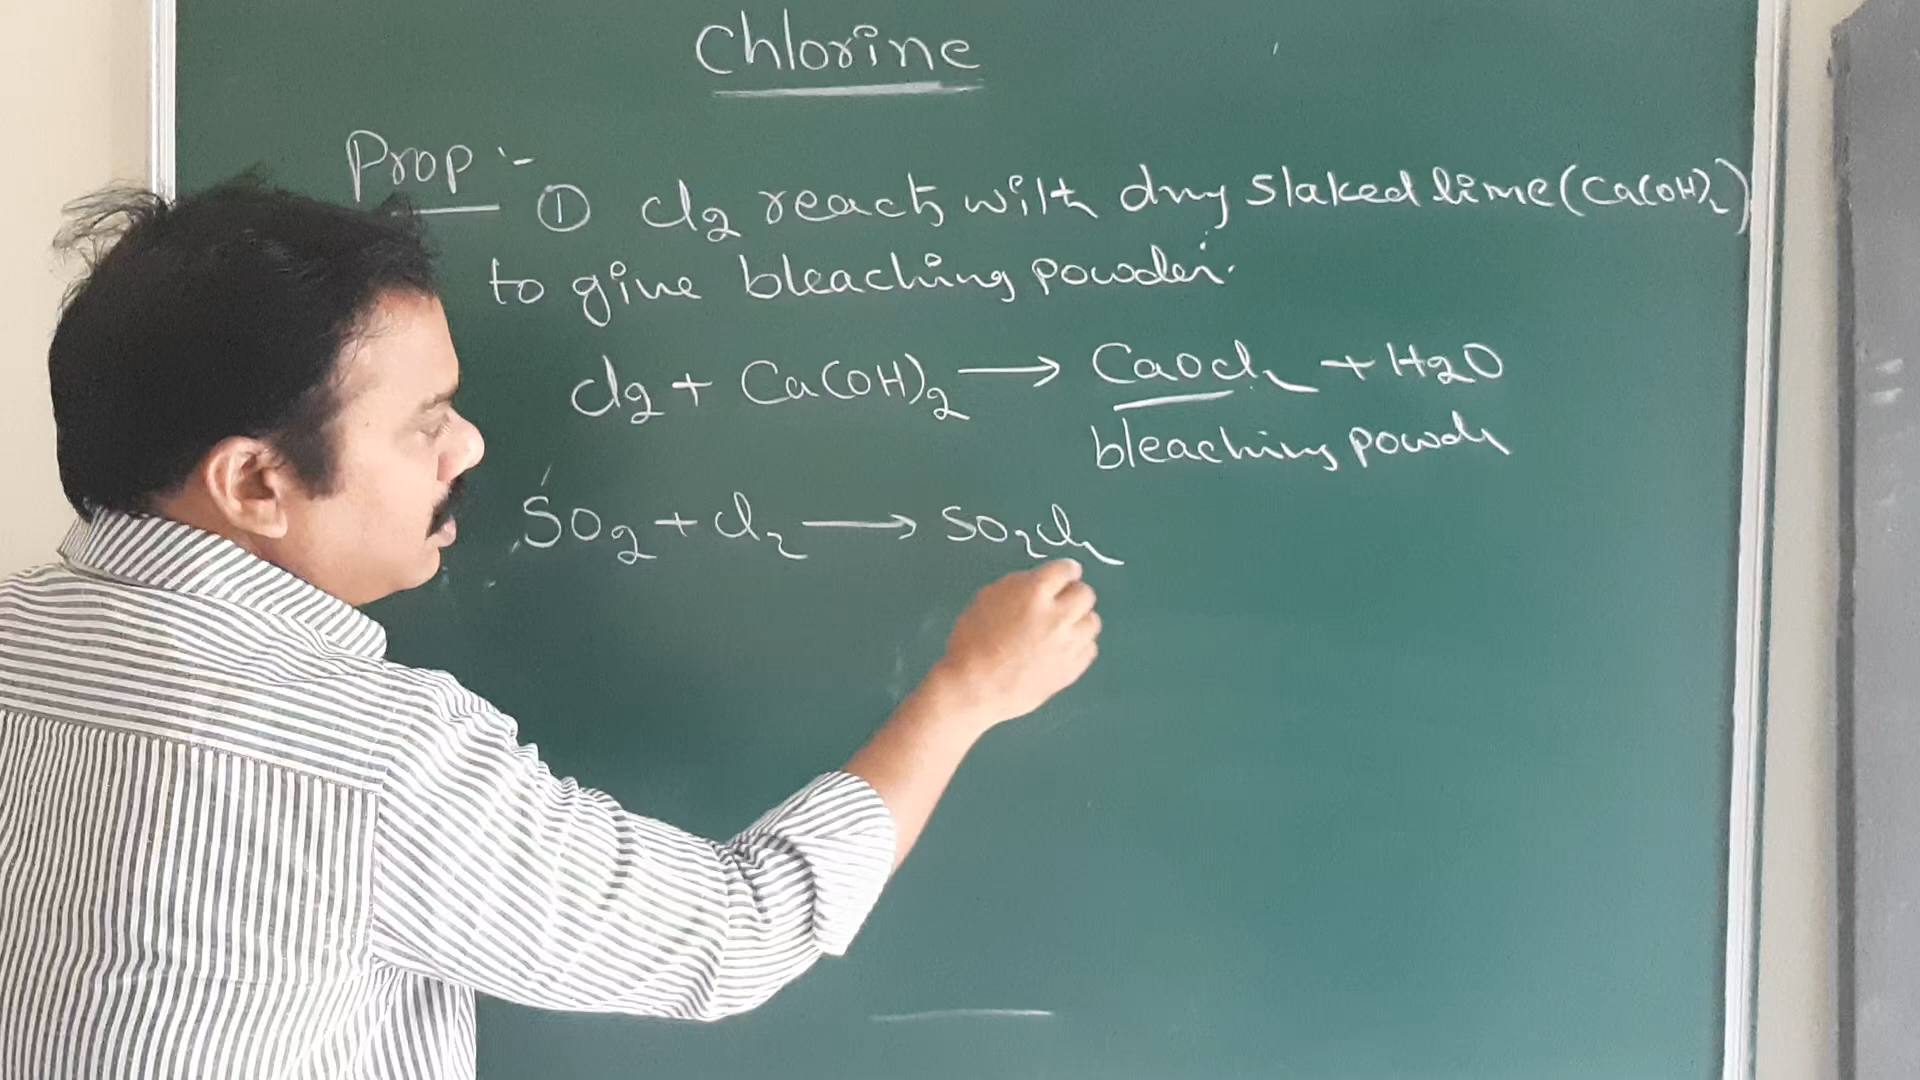 Chlorine
Prop :-
① Cl2 reacts with dry slaked lime (Ca(OH)2)
to give bleaching powder.
Cl2 + Ca(OH)2 ⟶ CaOCl2 + H2O
bleaching powde
SO2 + Cl2 ⟶ SO2Cl2